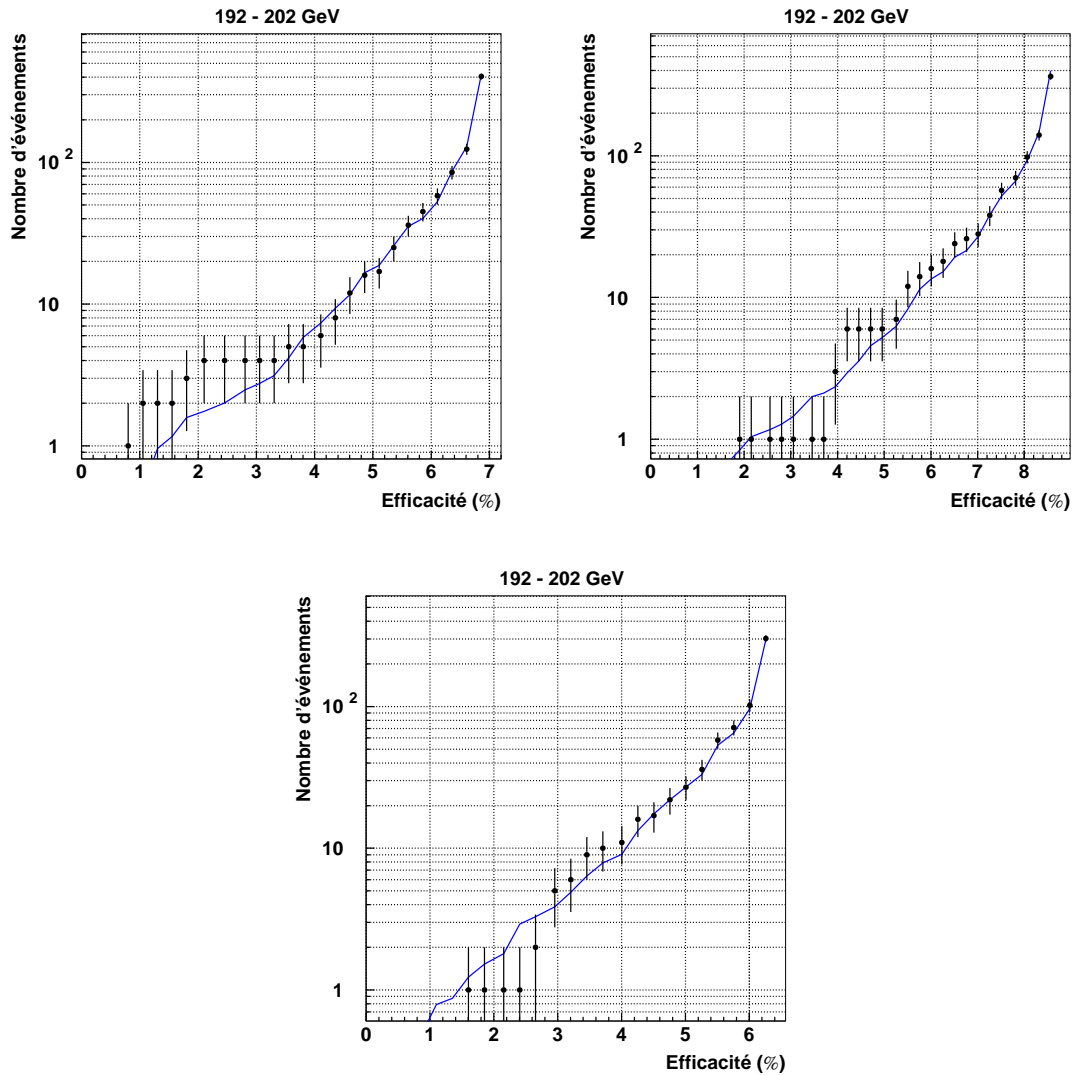 192 - 202 GeV
Nombre d'événements
10 2
10
1
0 1 2 3 4 5 6 7
Efficacité (%)
192 - 202 GeV
Nombre d'événements
10 2
10
1
0 1 2 3 4 5 6 7 8
Efficacité (%)
192 - 202 GeV
Nombre d'événements
10 2
10
1
0 1 2 3 4 5 6
Efficacité (%)